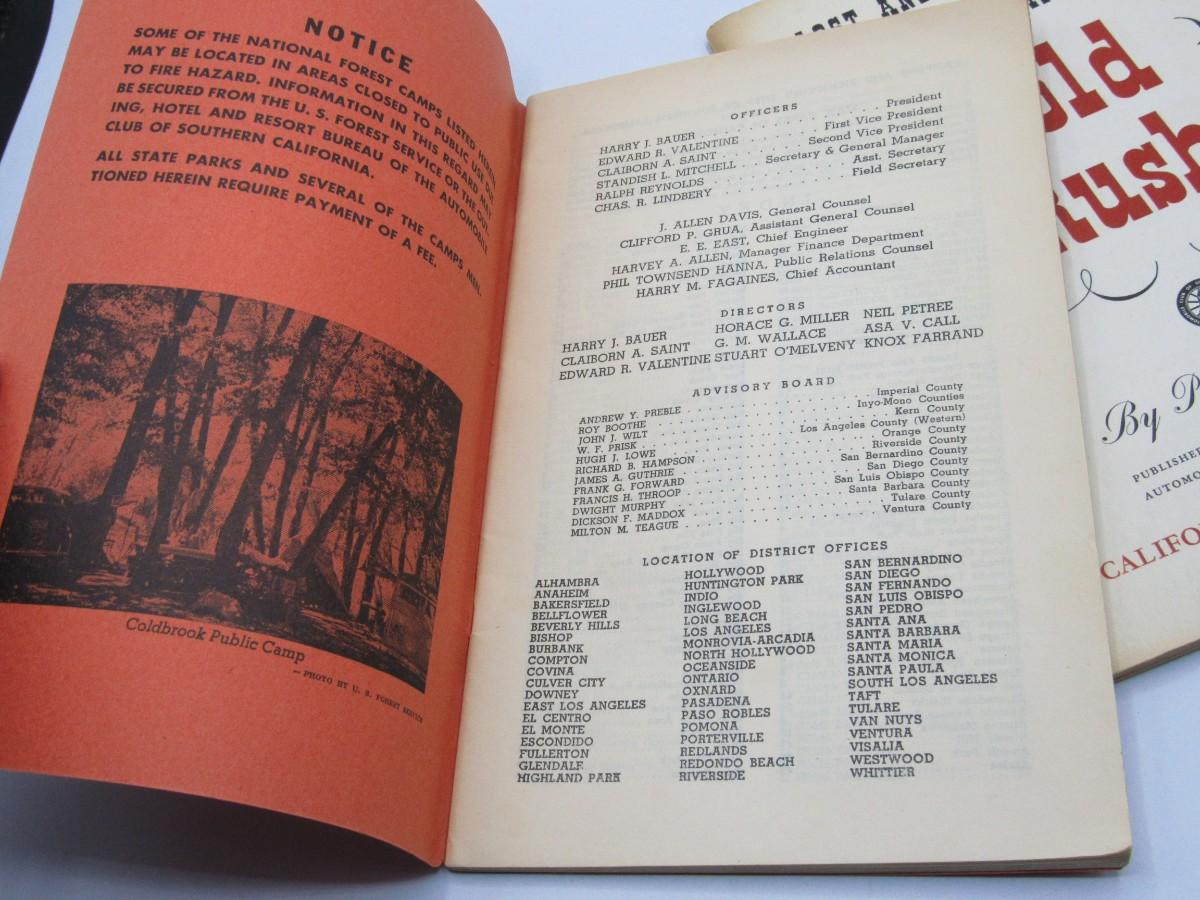 NOTICE
SOME OF THE NATIONAL FOREST CAMPS LISTED HEREIN
MAY BE LOCATED IN AREAS CLOSED TO PUBLIC USE DUE
TO FIRE HAZARD. INFORMATION IN THIS REGARD MAY
BE SECURED FROM THE U. S. FOREST SERVICE OR THE OUT-
ING, HOTEL AND RESORT BUREAU OF THE AUTOMOBILE
CLUB OF SOUTHERN CALIFORNIA.
ALL STATE PARKS AND SEVERAL OF THE CAMPS MEN-
TIONED HEREIN REQUIRE PAYMENT OF A FEE.
Coldbrook Public Camp
— PHOTO BY U. S. FOREST SERVICE
OFFICERS
HARRY J. BAUER . . . . . . . . . . . . . President
EDWARD R. VALENTINE . . . . . . . First Vice President
CLAIBORN A. SAINT . . . . . . . Second Vice President
STANDISH L. MITCHELL . . Secretary & General Manager
RALPH REYNOLDS . . . . . . . . . . Asst. Secretary
CHAS. R. LINDBERY . . . . . . . . . Field Secretary
J. ALLEN DAVIS, General Counsel
CLIFFORD P. GRUA, Assistant General Counsel
E. E. EAST, Chief Engineer
HARVEY A. ALLEN, Manager Finance Department
PHIL TOWNSEND HANNA, Public Relations Counsel
HARRY M. FAGAINES, Chief Accountant
DIRECTORS
HARRY J. BAUER HORACE G. MILLER NEIL PETREE
CLAIBORN A. SAINT G. M. WALLACE ASA V. CALL
EDWARD R. VALENTINE STUART O'MELVENY KNOX FARRAND
ADVISORY BOARD
ANDREW Y. PREBLE . . . . . . . . . . Imperial County
ROY BOOTHE . . . . . . . . . . Inyo-Mono Counties
JOHN J. WILT . . . . . . . . . . Kern County
W. F. PRISK . . . . . . . . Los Angeles County (Western)
HUGH J. LOWE . . . . . . . . . . Orange County
RICHARD B. HAMPSON . . . . . . . . . . Riverside County
JAMES A. GUTHRIE . . . . . . . . San Bernardino County
FRANK G. FORWARD . . . . . . . . . . San Diego County
FRANCIS H. THROOP . . . . . . . . San Luis Obispo County
DWIGHT MURPHY . . . . . . . . Santa Barbara County
DICKSON F. MADDOX . . . . . . . . . . Tulare County
MILTON M. TEAGUE . . . . . . . . . . Ventura County
LOCATION OF DISTRICT OFFICES
ALHAMBRA
ANAHEIM
BAKERSFIELD
BELLFLOWER
BEVERLY HILLS
BISHOP
BURBANK
COMPTON
COVINA
CULVER CITY
DOWNEY
EAST LOS ANGELES
EL CENTRO
EL MONTE
ESCONDIDO
FULLERTON
GLENDALE
HIGHLAND PARK
HOLLYWOOD
HUNTINGTON PARK
INDIO
INGLEWOOD
LONG BEACH
LOS ANGELES
MONROVIA-ARCADIA
NORTH HOLLYWOOD
OCEANSIDE
ONTARIO
OXNARD
PASADENA
PASO ROBLES
POMONA
PORTERVILLE
REDLANDS
REDONDO BEACH
RIVERSIDE
SAN BERNARDINO
SAN DIEGO
SAN FERNANDO
SAN LUIS OBISPO
SAN PEDRO
SANTA ANA
SANTA BARBARA
SANTA MARIA
SANTA MONICA
SANTA PAULA
SOUTH LOS ANGELES
TAFT
TULARE
VAN NUYS
VENTURA
VISALIA
WESTWOOD
WHITTIER
old
Rush
By P
PUBLISHED
AUTOMO
CALIFO